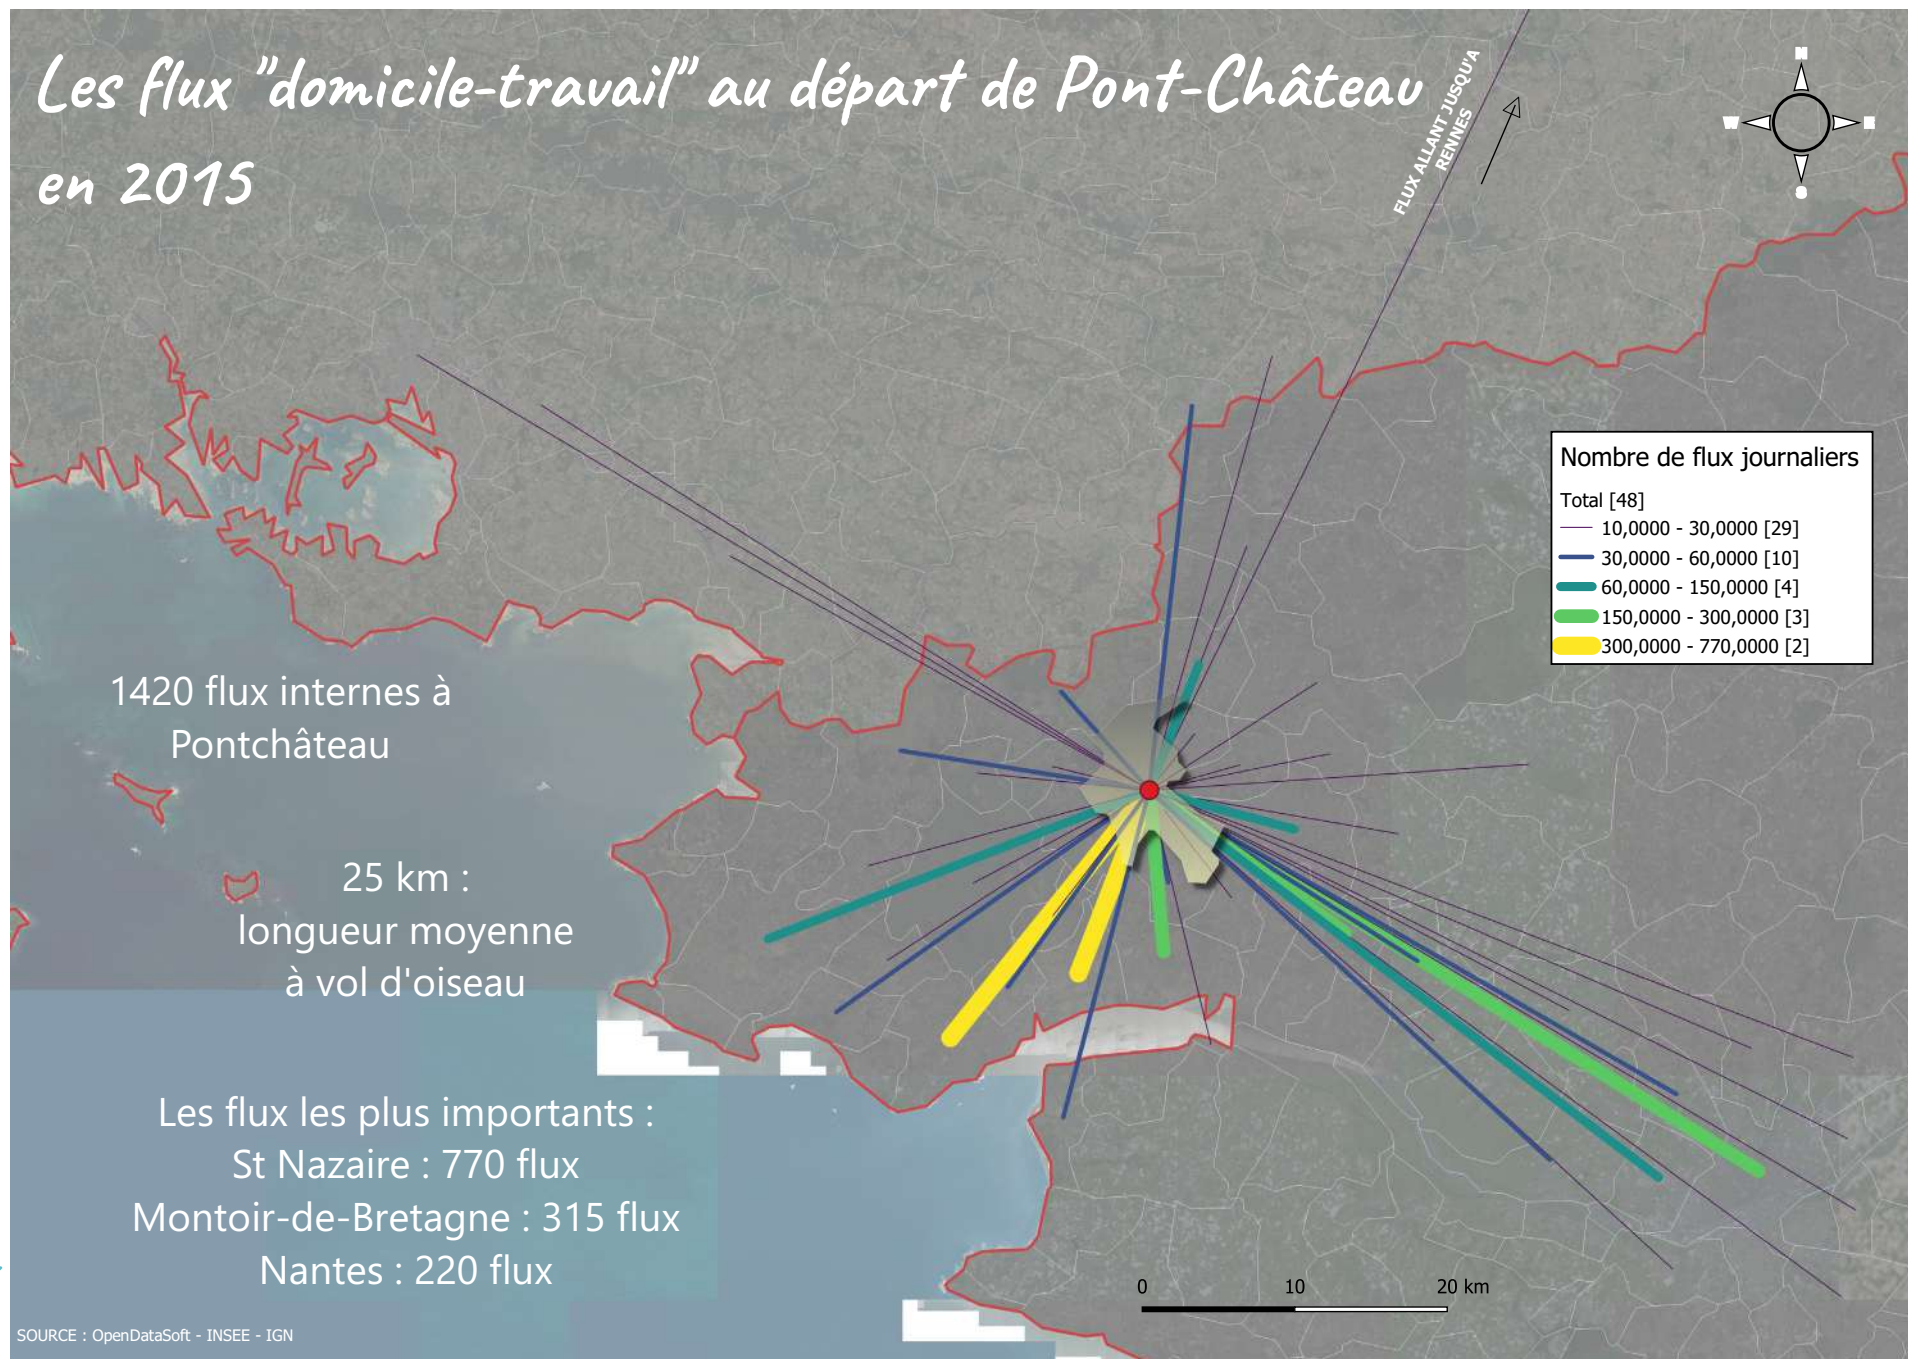 Les flux "domicile-travail" au départ de Pont-Château
en 2015
FLUX ALLANT JUSQU'A
RENNES
N
W
E
S
Nombre de flux journaliers
Total [48]
10,0000 - 30,0000 [29]
30,0000 - 60,0000 [10]
60,0000 - 150,0000 [4]
150,0000 - 300,0000 [3]
300,0000 - 770,0000 [2]
1420 flux internes à
Pontchâteau
25 km :
longueur moyenne
à vol d'oiseau
Les flux les plus importants :
St Nazaire : 770 flux
Montoir-de-Bretagne : 315 flux
Nantes : 220 flux
0 10 20 km
SOURCE : OpenDataSoft - INSEE - IGN